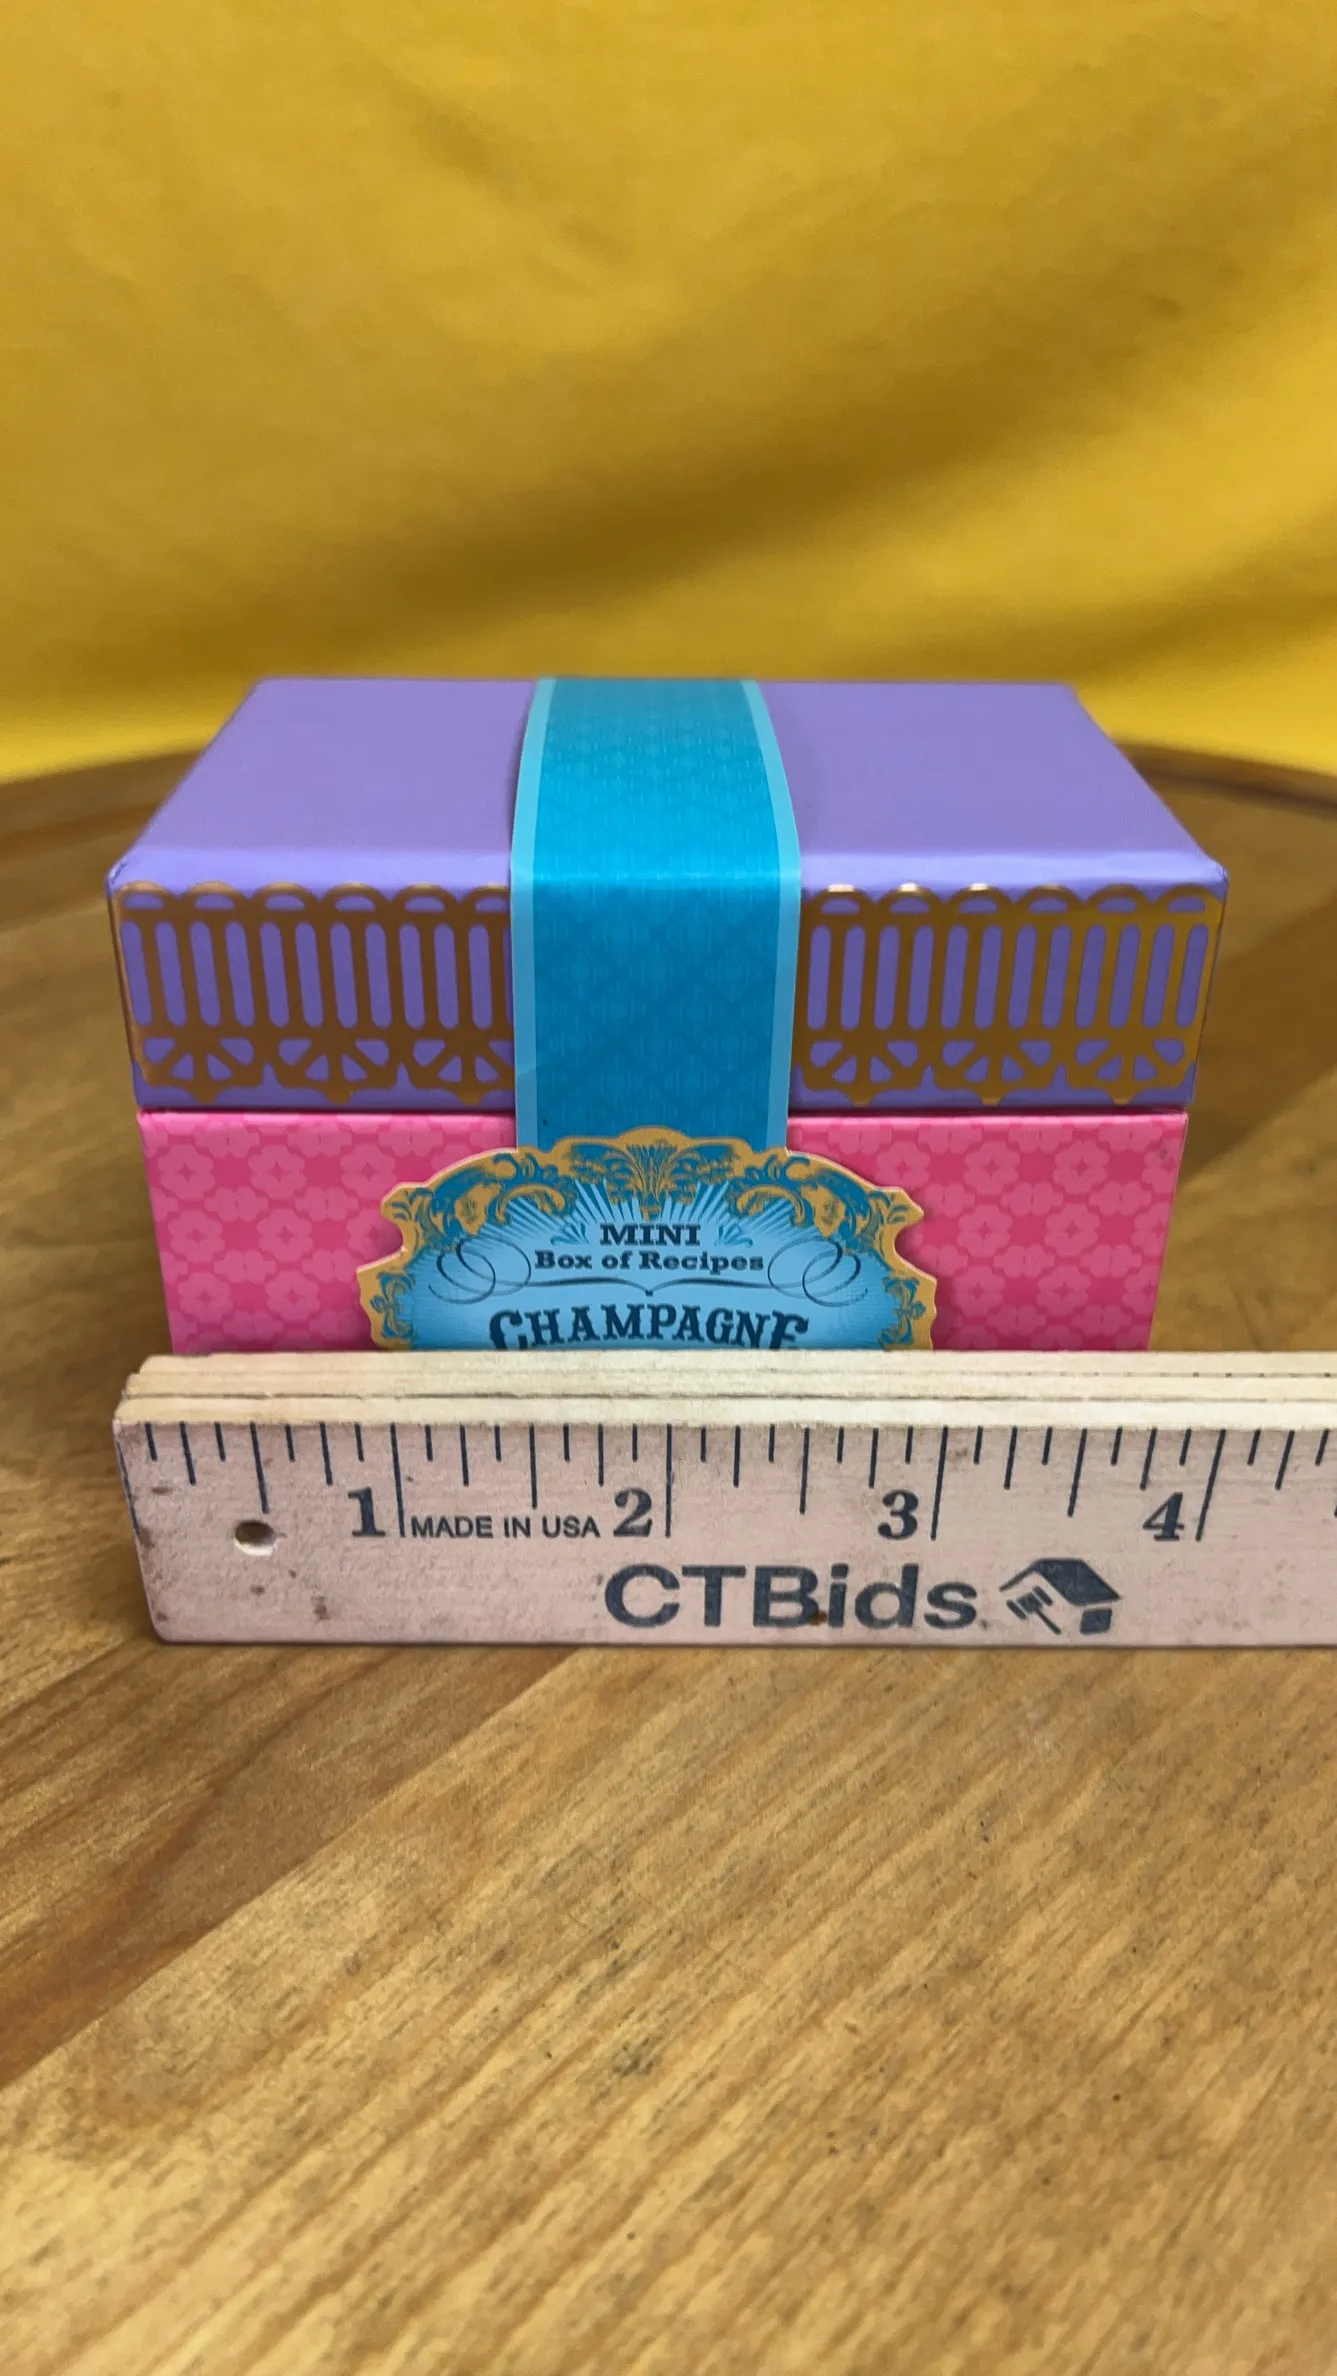 MINI
Box of Recipes
CHAMPAGNE
1 MADE IN USA 2 3 4
CTBids